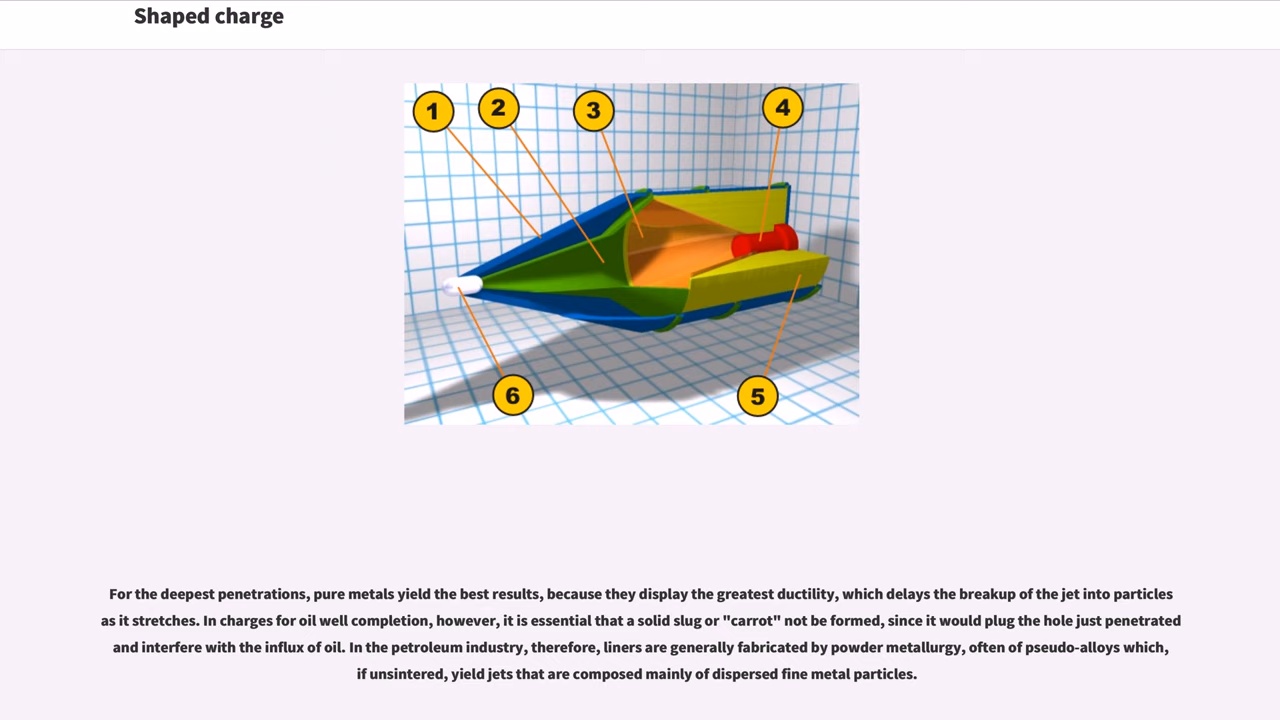 Shaped charge
1 2 3 4
6 5
For the deepest penetrations, pure metals yield the best results, because they display the greatest ductility, which delays the breakup of the jet into particles
as it stretches. In charges for oil well completion, however, it is essential that a solid slug or "carrot" not be formed, since it would plug the hole just penetrated
and interfere with the influx of oil. In the petroleum industry, therefore, liners are generally fabricated by powder metallurgy, often of pseudo-alloys which,
if unsintered, yield jets that are composed mainly of dispersed fine metal particles.